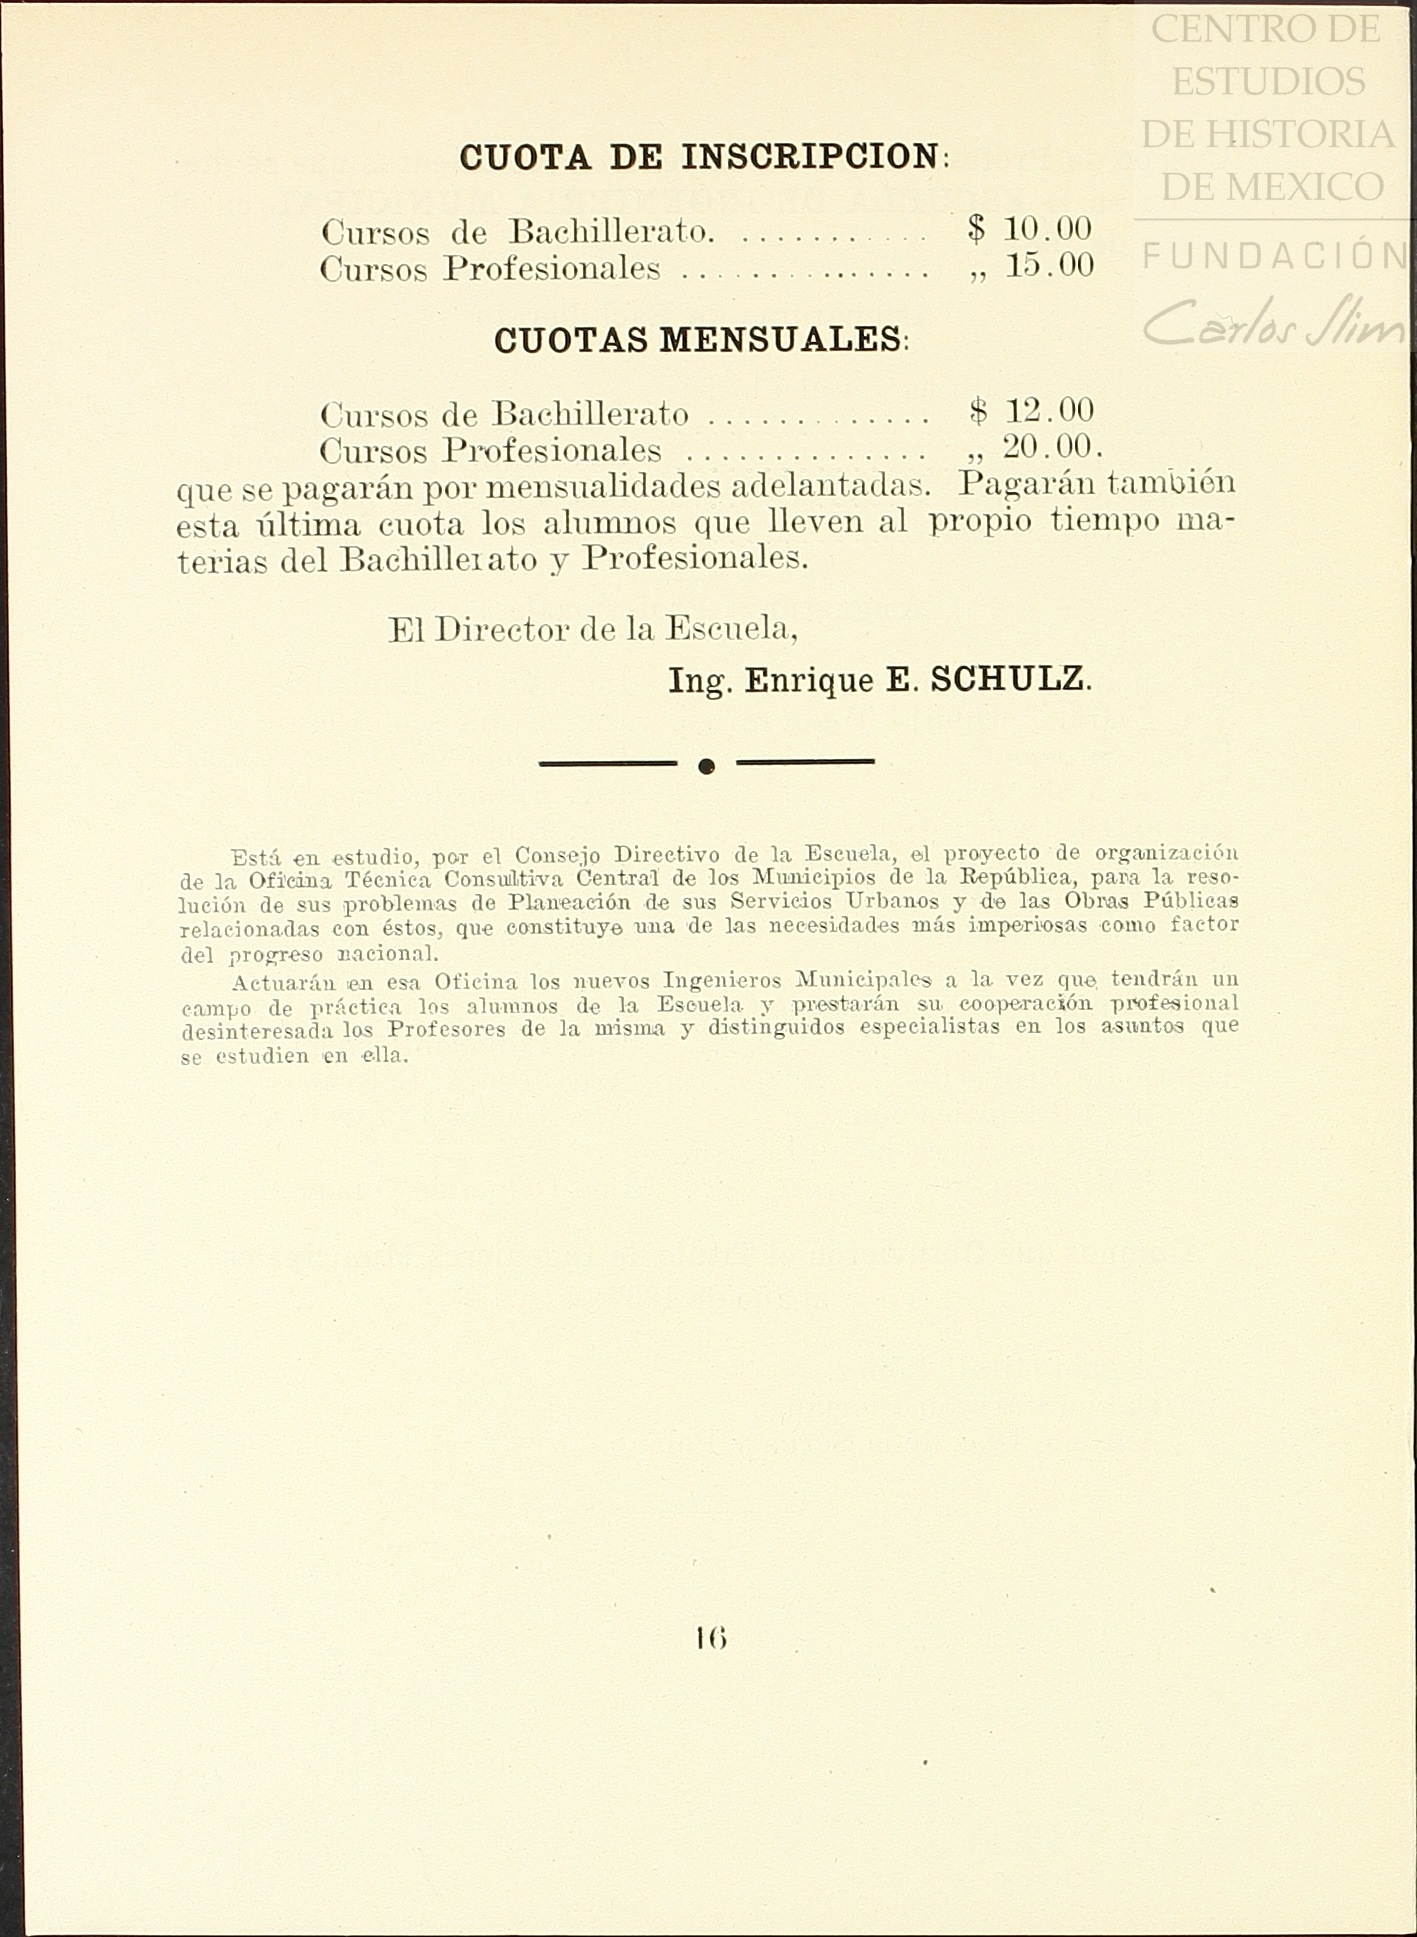 CENTRO DE
ESTUDIOS
DE HISTORIA
DE MEXICO
FUNDACIÓN
Carlos Slim
CUOTA DE INSCRIPCION:
Cursos de Bachillerato. ........... $ 10.00
Cursos Profesionales .............. „ 15.00
CUOTAS MENSUALES:
Cursos de Bachillerato ............. $ 12.00
Cursos Profesionales .............. „ 20.00.
que se pagarán por mensualidades adelantadas. Pagarán también
esta última cuota los alumnos que lleven al propio tiempo ma-
terias del Bachillerato y Profesionales.
El Director de la Escuela,
Ing. Enrique E. SCHULZ.
Está en estudio, por el Consejo Directivo de la Escuela, el proyecto de organización
de la Oficina Técnica Consultiva Central de los Municipios de la República, para la reso-
lución de sus problemas de Planeación de sus Servicios Urbanos y de las Obras Públicas
relacionadas con éstos, que constituye una de las necesidades más imperiosas como factor
del progreso nacional.
Actuarán en esa Oficina los nuevos Ingenieros Municipales a la vez que tendrán un
campo de práctica los alumnos de la Escuela y prestarán su cooperación profesional
desinteresada los Profesores de la misma y distinguidos especialistas en los asuntos que
se estudien en ella.
16